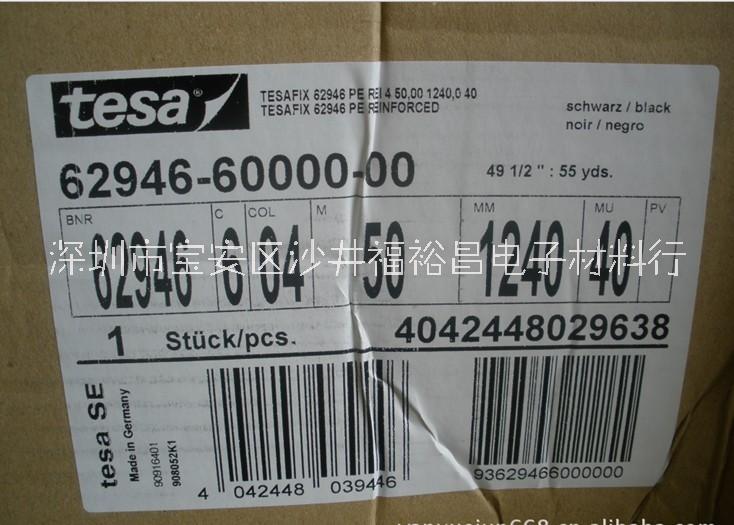 tesa®
TESAFIX 62946 PE REI 4 50,00 1240,0 40
TESAFIX 62946 PE REINFORCED
schwarz / black
noir / negro
62946-60000-00
49 1/2 " : 55 yds.
BNR C COL M MM MU PV
62946 6 04 50 1240 40
深圳市宝安区沙井福裕昌电子材料行
1 Stück/pcs. 4042448029638
tesa SE
Made in Germany
90916401
908052K1
4 042448 039446
93629466000000